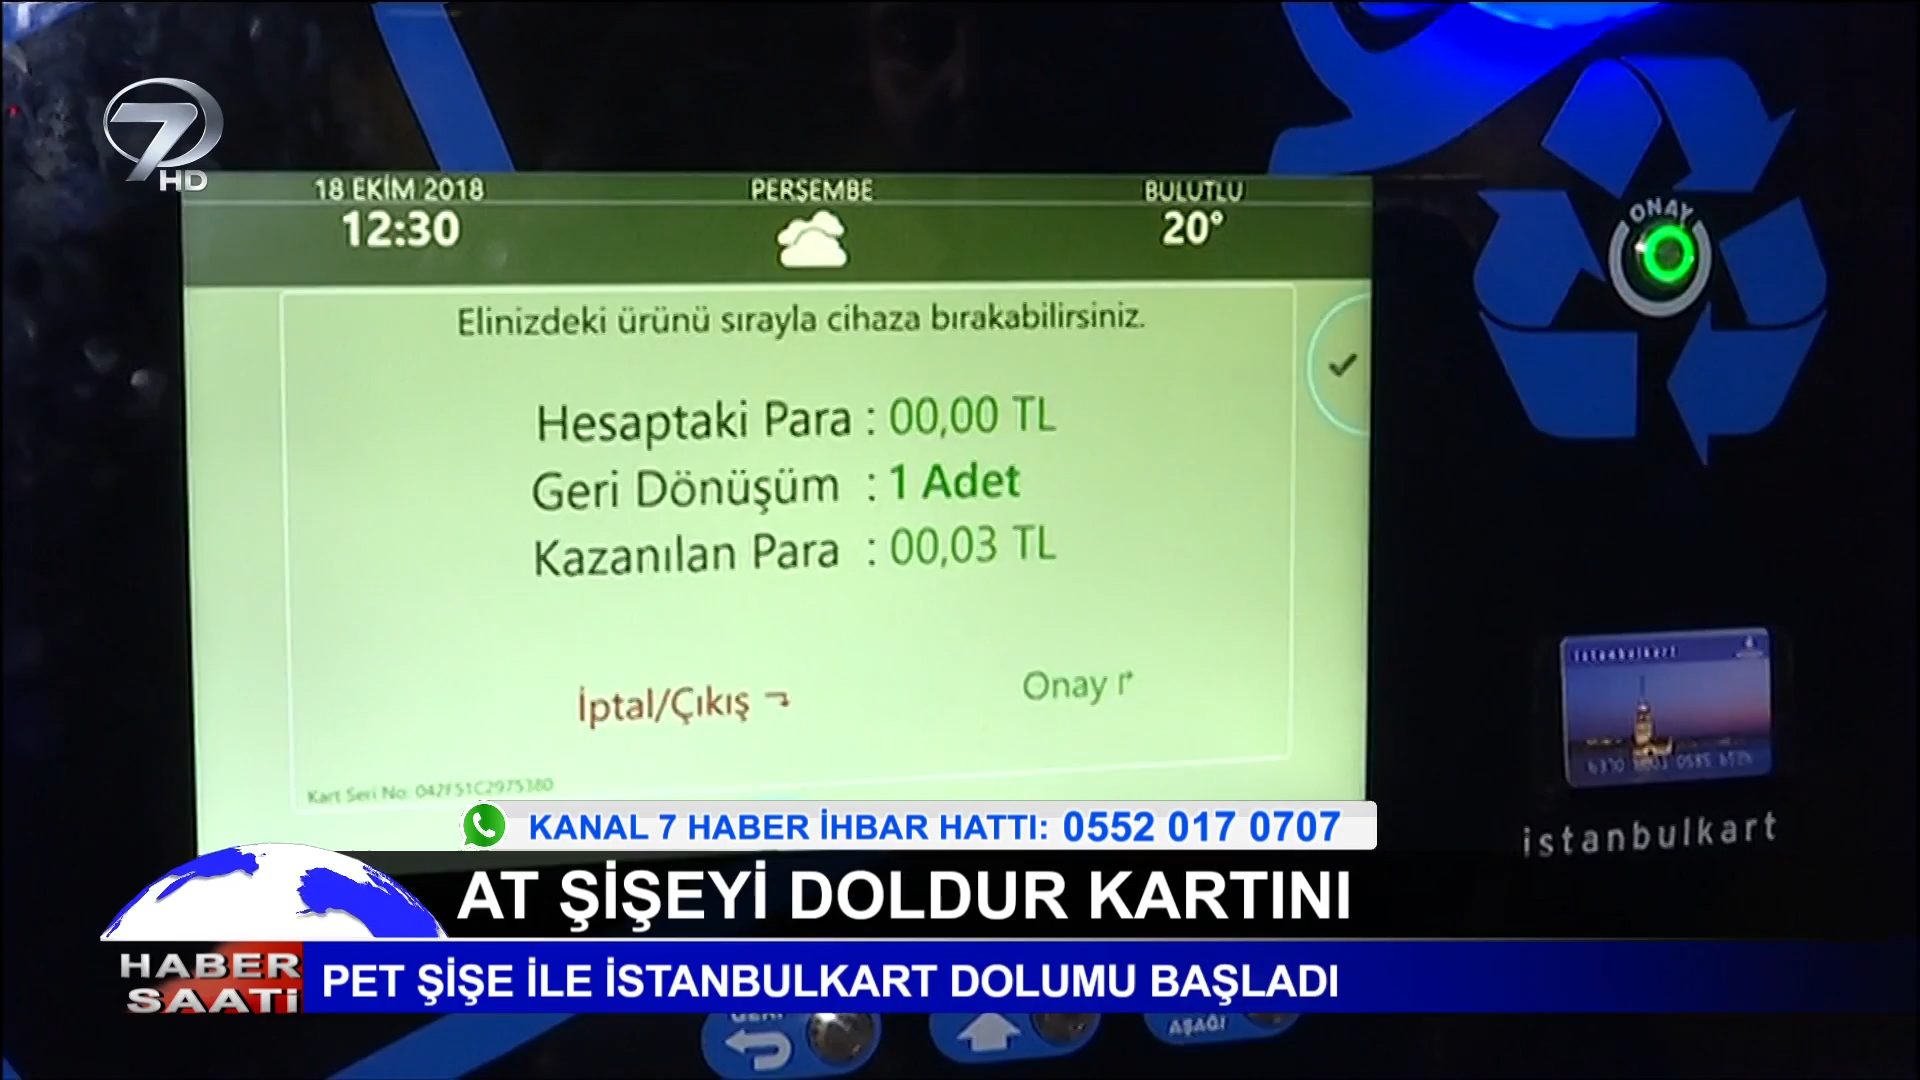 7
HD
18 EKİM 2018
12:30
PERŞEMBE
BULUTLU
20°
ONAY
Elinizdeki ürünü sırayla cihaza bırakabilirsiniz.
Hesaptaki Para : 00,00 TL
Geri Dönüşüm : 1 Adet
Kazanılan Para : 00,03 TL
İptal/Çıkış
Onay
Kart Seri No: 042F51C2975380
istanbulkart
istanbulkart
KANAL 7 HABER İHBAR HATTI: 0552 017 0707
AT ŞİŞEYİ DOLDUR KARTINI
HABER
SAATİ
PET ŞİŞE İLE İSTANBULKART DOLUMU BAŞLADI
GERİ
AŞAĞI